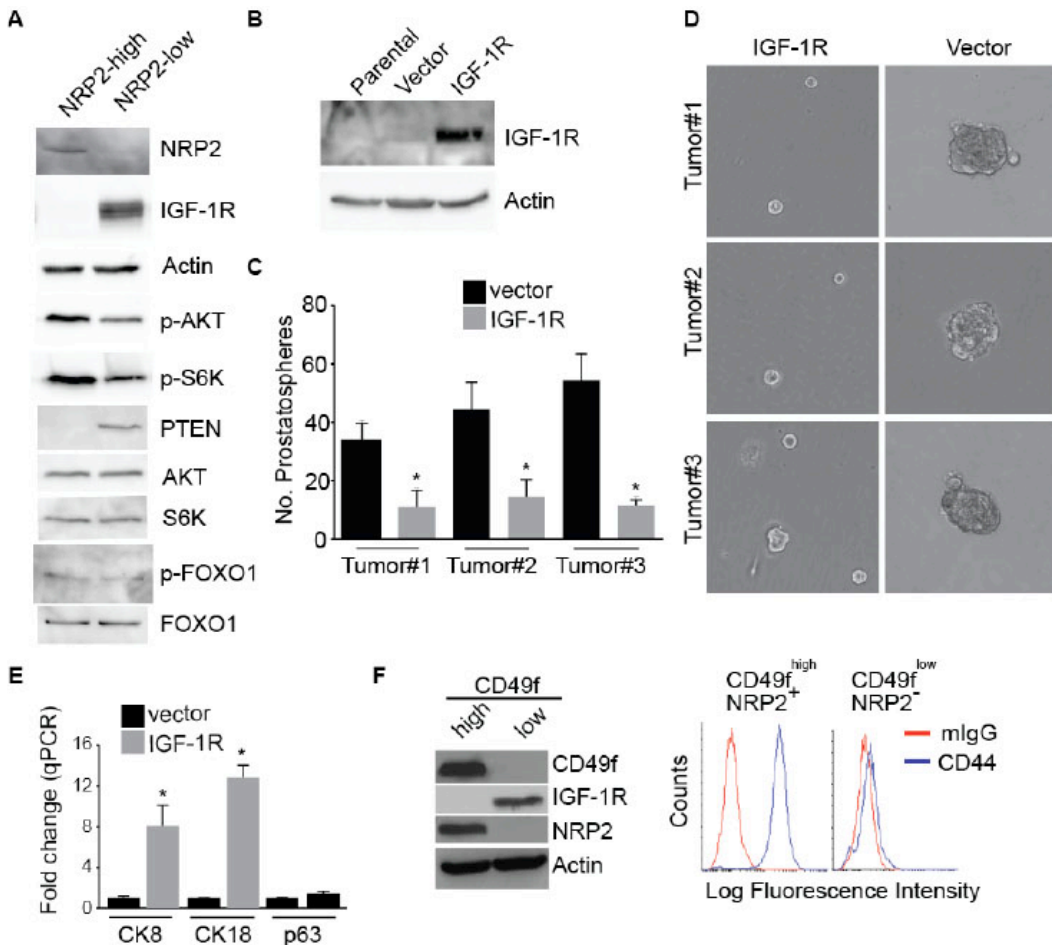 A
NRP2-high
NRP2-low
NRP2
IGF-1R
Actin
p-AKT
p-S6K
PTEN
AKT
S6K
p-FOXO1
FOXO1
B
Parental
Vector
IGF-1R
IGF-1R
Actin
C
vector
IGF-1R
No. Prostatospheres
80
60
40
20
0
* * *
Tumor#1 Tumor#2 Tumor#3
D
IGF-1R Vector
Tumor#1
Tumor#2
Tumor#3
E
vector
IGF-1R
Fold change (qPCR)
16
12
8
4
0
* *
CK8 CK18 p63
F
CD49f
high low
CD49f
IGF-1R
NRP2
Actin
CD49f high
NRP2+
CD49f low
NRP2-
mIgG
CD44
Counts
Log Fluorescence Intensity